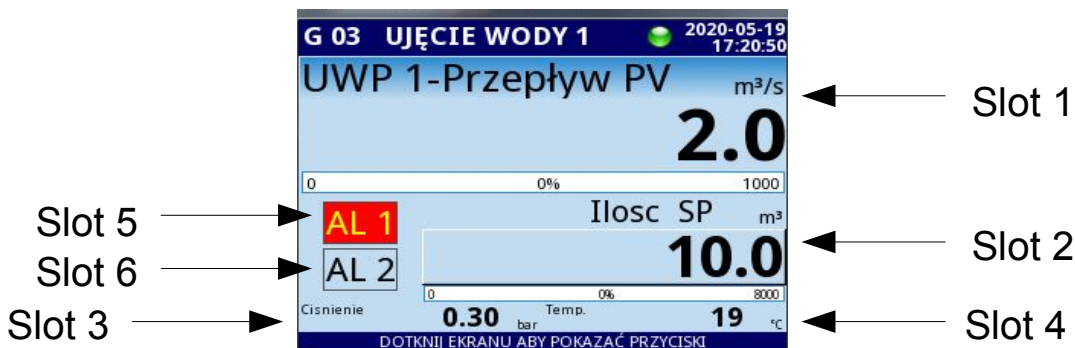 G 03 UJĘCIE WODY 1 2020-05-19
17:20:50
UWP 1-Przepływ PV m³/s
Slot 1
2.0
0 0% 1000
Slot 5 AL 1 Ilosc SP m³
10.0 Slot 2
Slot 6 AL 2
0 0% 8000
Slot 3 Cisnienie 0.30 bar Temp. 19 °C Slot 4
DOTKNIJ EKRANU ABY POKAZAĆ PRZYCISKI